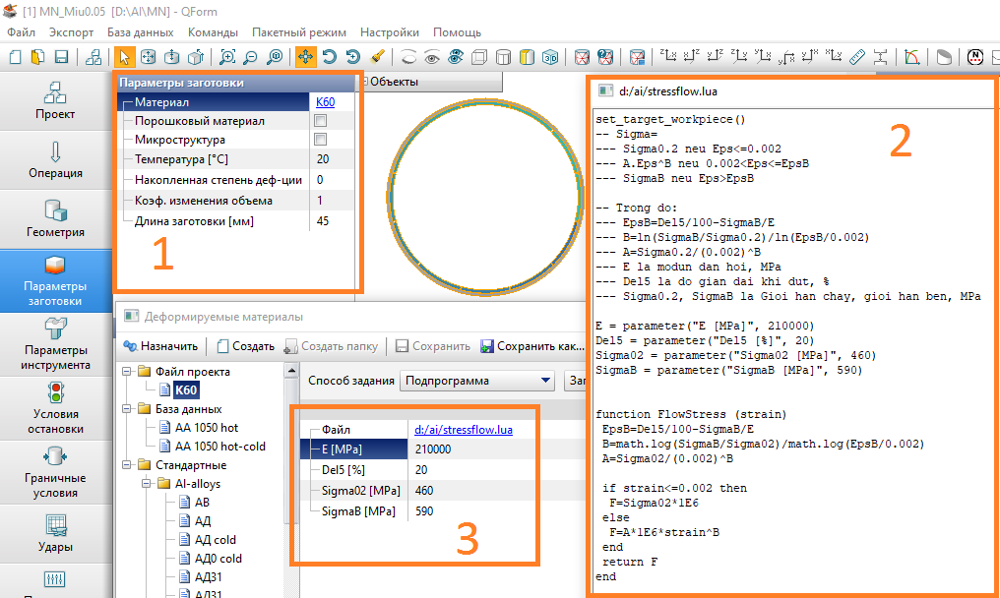 [1] MN_Miu0.05 [D:\AI\MN] - QForm
Файл Экспорт База данных Команды Пакетный режим Настройки Помощь
Проект
Операция
Геометрия
Параметры
заготовки
Параметры
инструмента
Условия
остановки
Граничные
условия
Удары
Параметры заготовки
Материал K60
Порошковый материал
Микроструктура
Температура [°C] 20
Накопленная степень деф-ции 0
Коэф. изменения объема 1
Длина заготовки [мм] 45
1
Объекты
Деформируемые материалы
Назначить Создать Создать папку Сохранить Сохранить как...
Файл проекта
K60
База данных
AA 1050 hot
AA 1050 hot-cold
Стандартные
Al-alloys
АВ
АД
АД cold
АД0 cold
АД31
АД31
Способ задания Подпрограмма
Файл d:/ai/stressflow.lua
E [MPa] 210000
Del5 [%] 20
Sigma02 [MPa] 460
SigmaB [MPa] 590
3
d:/ai/stressflow.lua
2
set_target_workpiece()
-- Sigma=
--- Sigma0.2 neu Eps<=0.002
--- A.Eps^B neu 0.002<Eps<=EpsB
--- SigmaB neu Eps>EpsB
-- Trong do:
--- EpsB=Del5/100-SigmaB/E
--- B=ln(SigmaB/Sigma0.2)/ln(EpsB/0.002)
--- A=Sigma0.2/(0.002)^B
--- E la modun dan hoi, MPa
--- Del5 la do gian dai khi dut, %
--- Sigma0.2, SigmaB la Gioi han chay, gioi han ben, MPa
E = parameter("E [MPa]", 210000)
Del5 = parameter("Del5 [%]", 20)
Sigma02 = parameter("Sigma02 [MPa]", 460)
SigmaB = parameter("SigmaB [MPa]", 590)
function FlowStress (strain)
EpsB=Del5/100-SigmaB/E
B=math.log(SigmaB/Sigma02)/math.log(EpsB/0.002)
A=Sigma02/(0.002)^B
if strain<=0.002 then
F=Sigma02*1E6
else
F=A*1E6*strain^B
end
return F
end